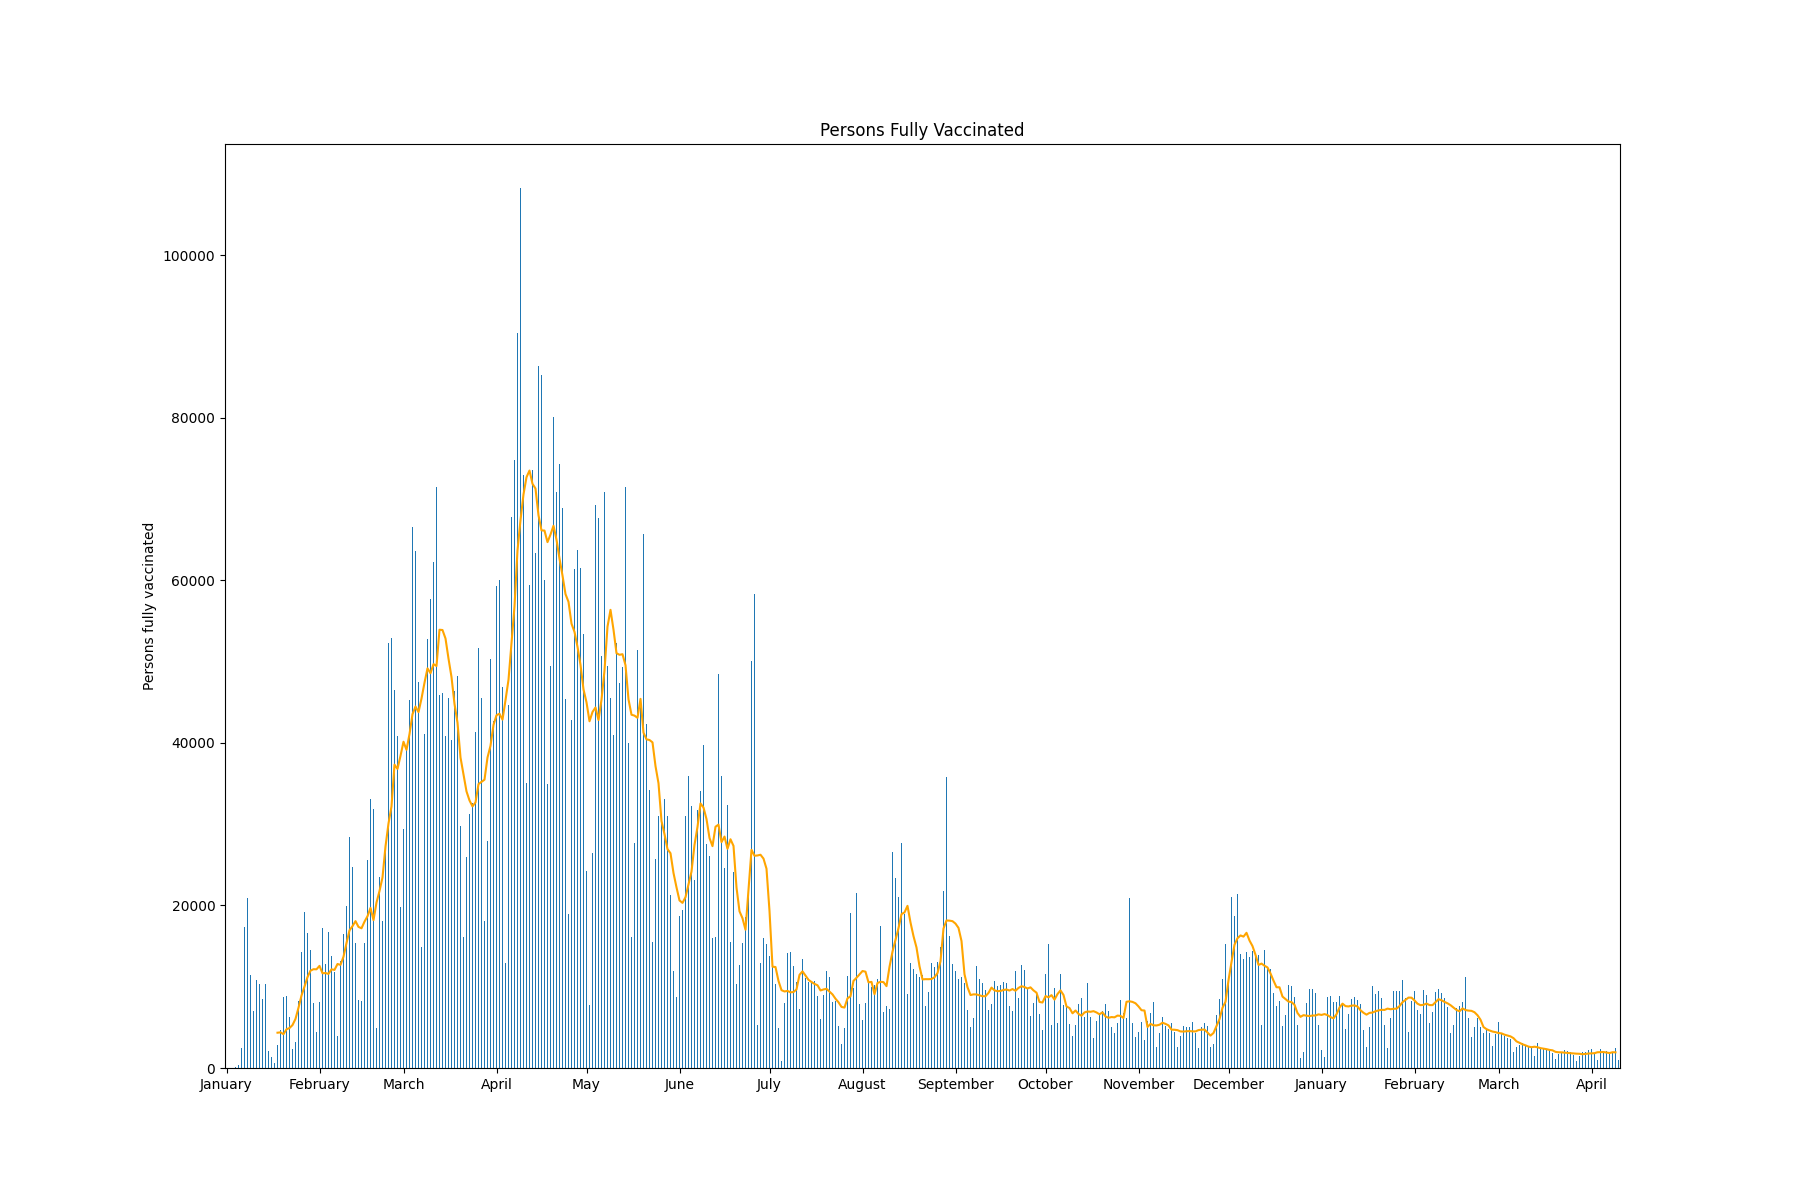 Persons Fully Vaccinated
Persons fully vaccinated
100000
80000
60000
40000
20000
0
January February March April May June July August September October November December January February March April